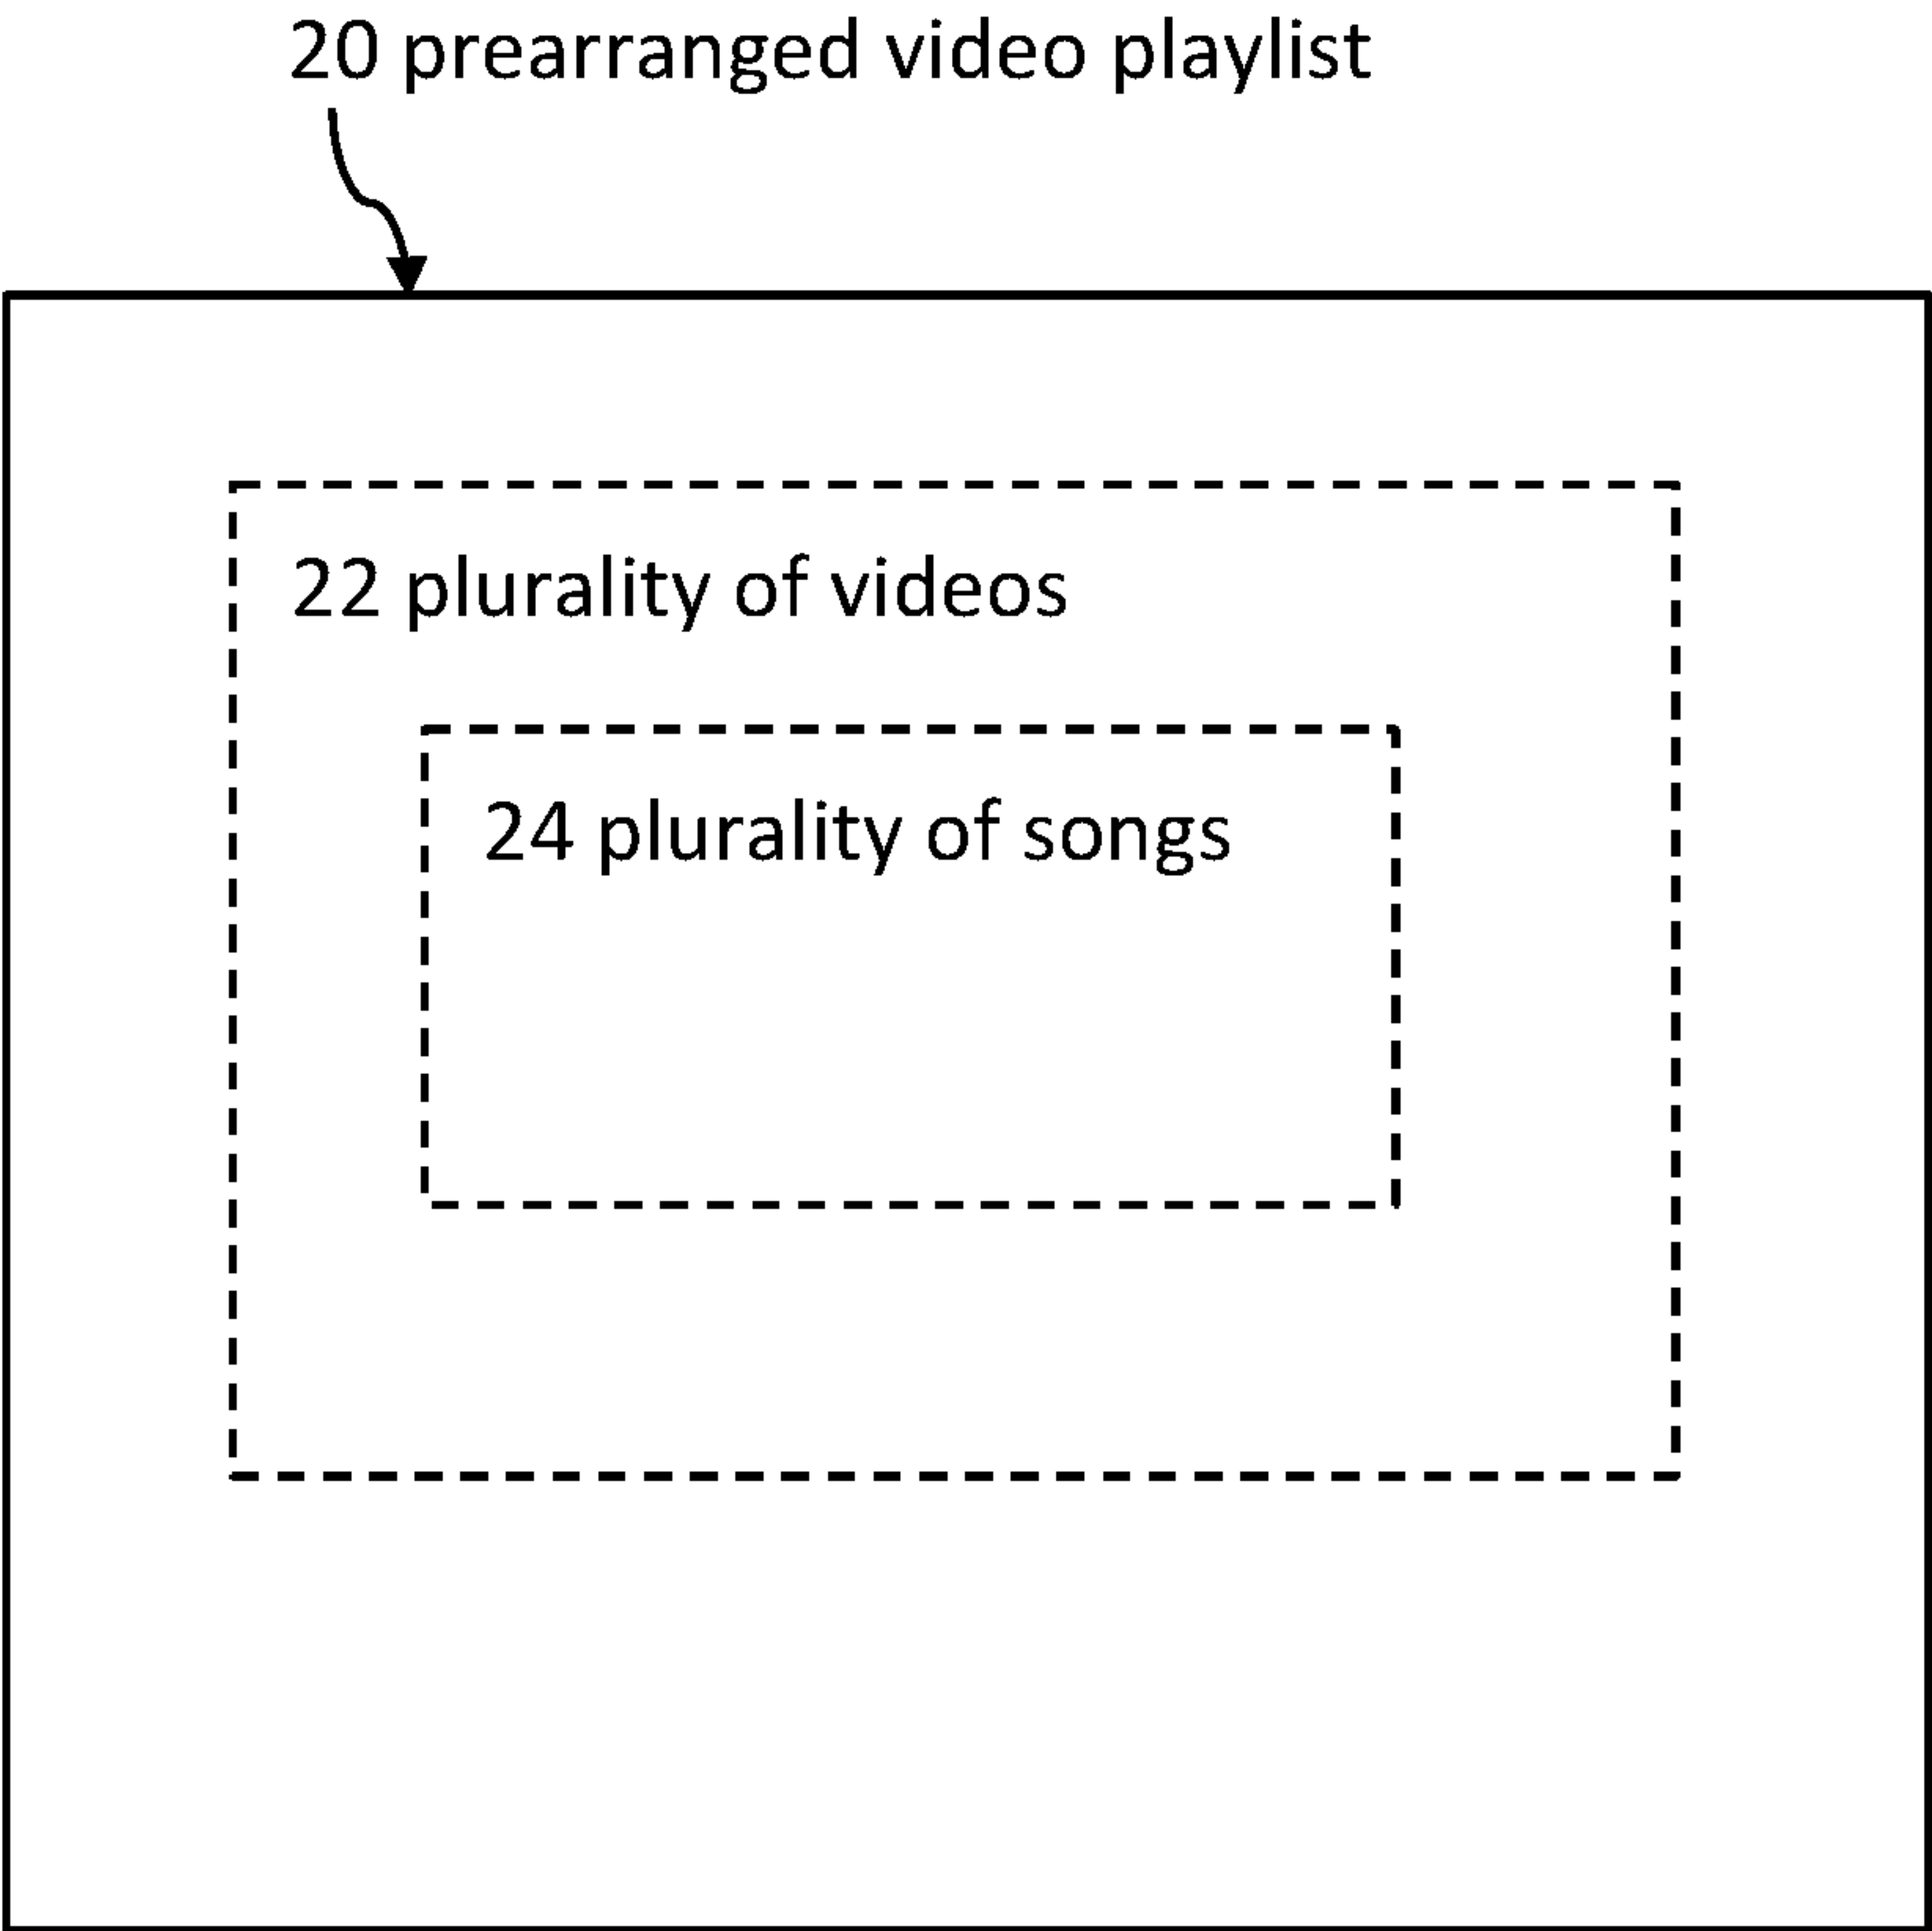 20 prearranged video playlist
22 plurality of videos
24 plurality of songs